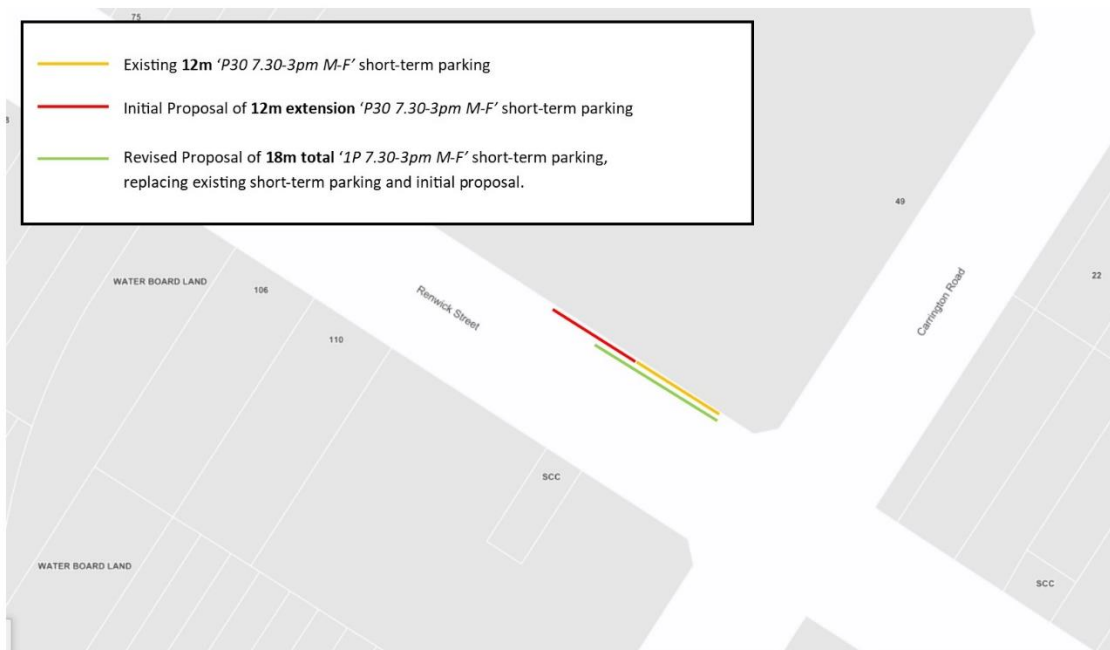 75
Existing 12m ‘P30 7.30-3pm M-F’ short-term parking
Initial Proposal of 12m extension ‘P30 7.30-3pm M-F’ short-term parking
Revised Proposal of 18m total ‘1P 7.30-3pm M-F’ short-term parking,
replacing existing short-term parking and initial proposal.
49
WATER BOARD LAND
106
Renwick Street
Carrington Road
22
110
SCC
WATER BOARD LAND
SCC